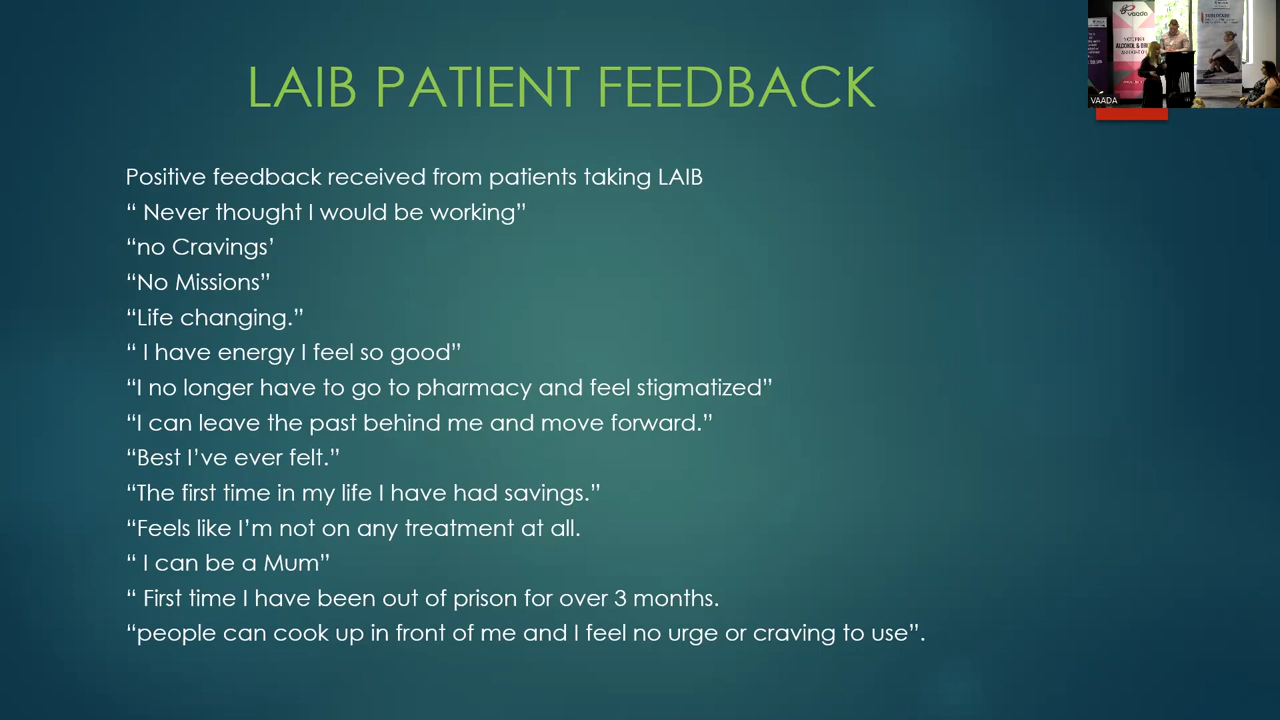 LAIB PATIENT FEEDBACK
Positive feedback received from patients taking LAIB
“ Never thought I would be working”
“no Cravings’
“No Missions”
“Life changing.”
“ I have energy I feel so good”
“I no longer have to go to pharmacy and feel stigmatized”
“I can leave the past behind me and move forward.”
“Best I’ve ever felt.”
“The first time in my life I have had savings.”
“Feels like I’m not on any treatment at all.
“ I can be a Mum”
“ First time I have been out of prison for over 3 months.
“people can cook up in front of me and I feel no urge or craving to use”.
vaada
VAADA